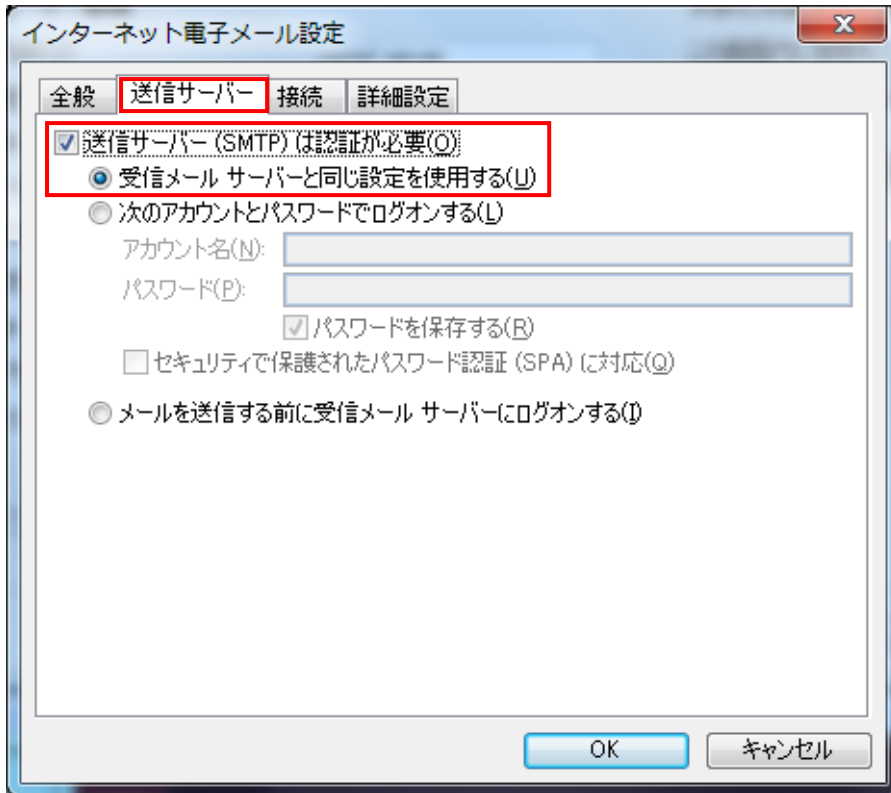 インターネット電子メール設定
全般 送信サーバー 接続 詳細設定
送信サーバー (SMTP) は認証が必要(O)
受信メール サーバーと同じ設定を使用する(U)
次のアカウントとパスワードでログオンする(L)
アカウント名(N):
パスワード(P):
パスワードを保存する(R)
セキュリティで保護されたパスワード認証 (SPA) に対応(Q)
メールを送信する前に受信メール サーバーにログオンする(I)
OK キャンセル